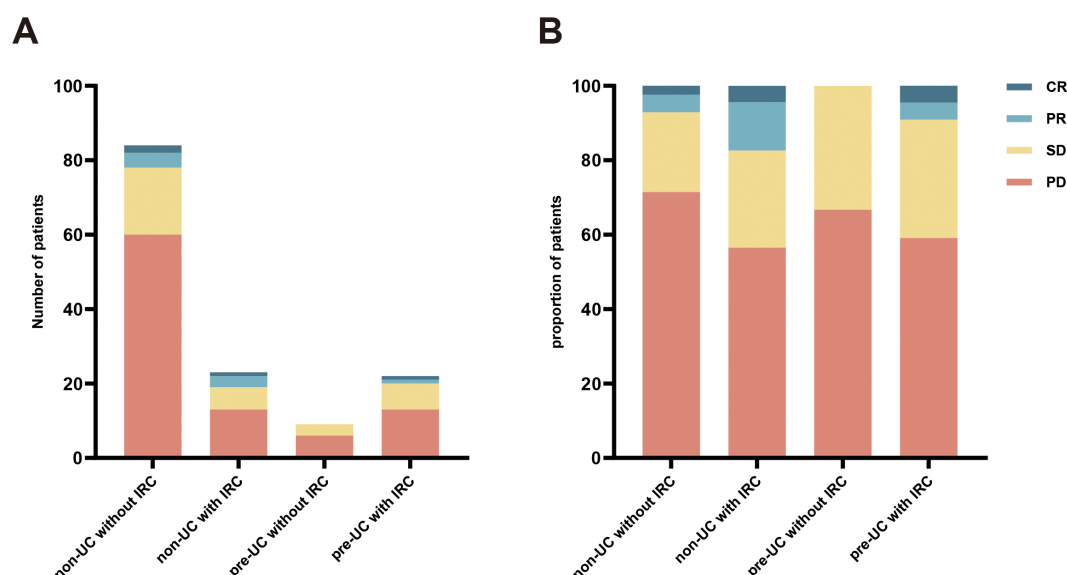 A
Number of patients
100
80
60
40
20
0
non-UC without IRC
non-UC with IRC
pre-UC without IRC
pre-UC with IRC
B
proportion of patients
100
80
60
40
20
0
non-UC without IRC
non-UC with IRC
pre-UC without IRC
pre-UC with IRC
CR
PR
SD
PD